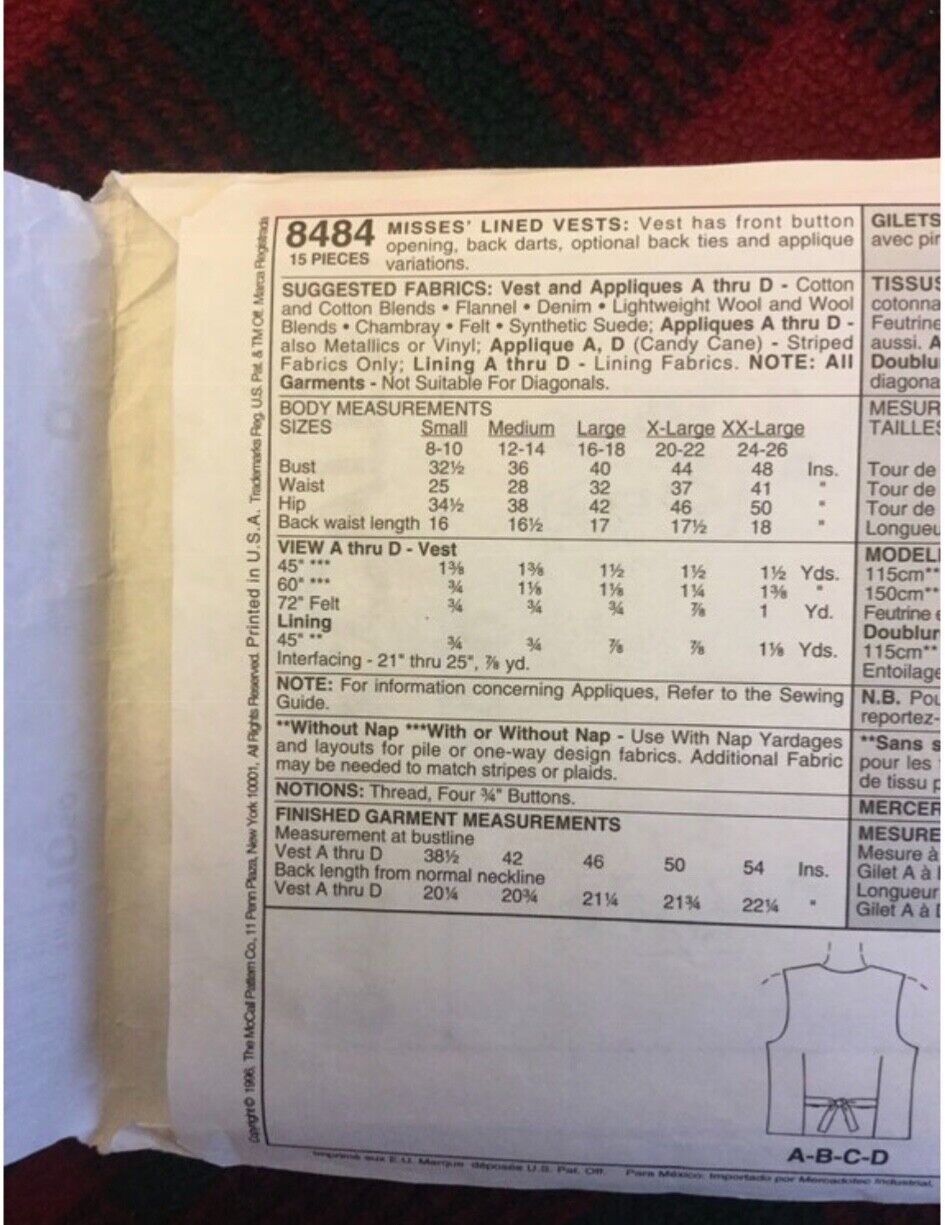 8484 MISSES' LINED VESTS: Vest has front button
15 PIECES opening, back darts, optional back ties and applique
variations.
SUGGESTED FABRICS: Vest and Appliques A thru D - Cotton
and Cotton Blends • Flannel • Denim • Lightweight Wool and Wool
Blends • Chambray • Felt • Synthetic Suede; Appliques A thru D -
also Metallics or Vinyl; Applique A, D (Candy Cane) - Striped
Fabrics Only; Lining A thru D - Lining Fabrics. NOTE: All
Garments - Not Suitable For Diagonals.
BODY MEASUREMENTS
SIZES Small Medium Large X-Large XX-Large
8-10 12-14 16-18 20-22 24-26
Bust 32½ 36 40 44 48 Ins.
Waist 25 28 32 37 41 "
Hip 34½ 38 42 46 50 "
Back waist length 16 16½ 17 17½ 18 "
VIEW A thru D - Vest
45" *** 1⅜ 1⅜ 1½ 1½ 1½ Yds.
60" *** ¾ 1⅛ 1⅛ 1¼ 1⅜ "
72" Felt ¾ ¾ ¾ ⅞ 1 Yd.
Lining
45" ** ¾ ¾ ⅞ ⅞ 1⅛ Yds.
Interfacing - 21" thru 25", ⅞ yd.
NOTE: For information concerning Appliques, Refer to the Sewing
Guide.
**Without Nap ***With or Without Nap - Use With Nap Yardages
and layouts for pile or one-way design fabrics. Additional Fabric
may be needed to match stripes or plaids.
NOTIONS: Thread, Four ¾" Buttons.
FINISHED GARMENT MEASUREMENTS
Measurement at bustline
Vest A thru D 38½ 42 46 50 54 Ins.
Back length from normal neckline
Vest A thru D 20¼ 20¾ 21¼ 21¾ 22¼ "
GILETS
avec pin
TISSUS
cotonna
Feutrine
aussi. A
Doublu
diagona
MESUR
TAILLES
Tour de
Tour de
Tour de
Longueu
MODEL
115cm**
150cm**
Feutrine e
Doublur
115cm**
Entoilage
N.B. Pou
reportez-
**Sans s
pour les
de tissu p
MERCER
MESURE
Mesure à
Gilet A à
Longueur
Gilet A à D
A-B-C-D
Copyright © 1996, The McCall Pattern Co., 11 Penn Plaza, New York 10001, All Rights Reserved. Printed in U.S.A. Trademarks Reg. U.S. Pat. & TM Off. Marca Registrada
Imprimé aux E.U. Marque déposée U.S. Pat. Off. Para México: Importado por Mercadotec Industrial,